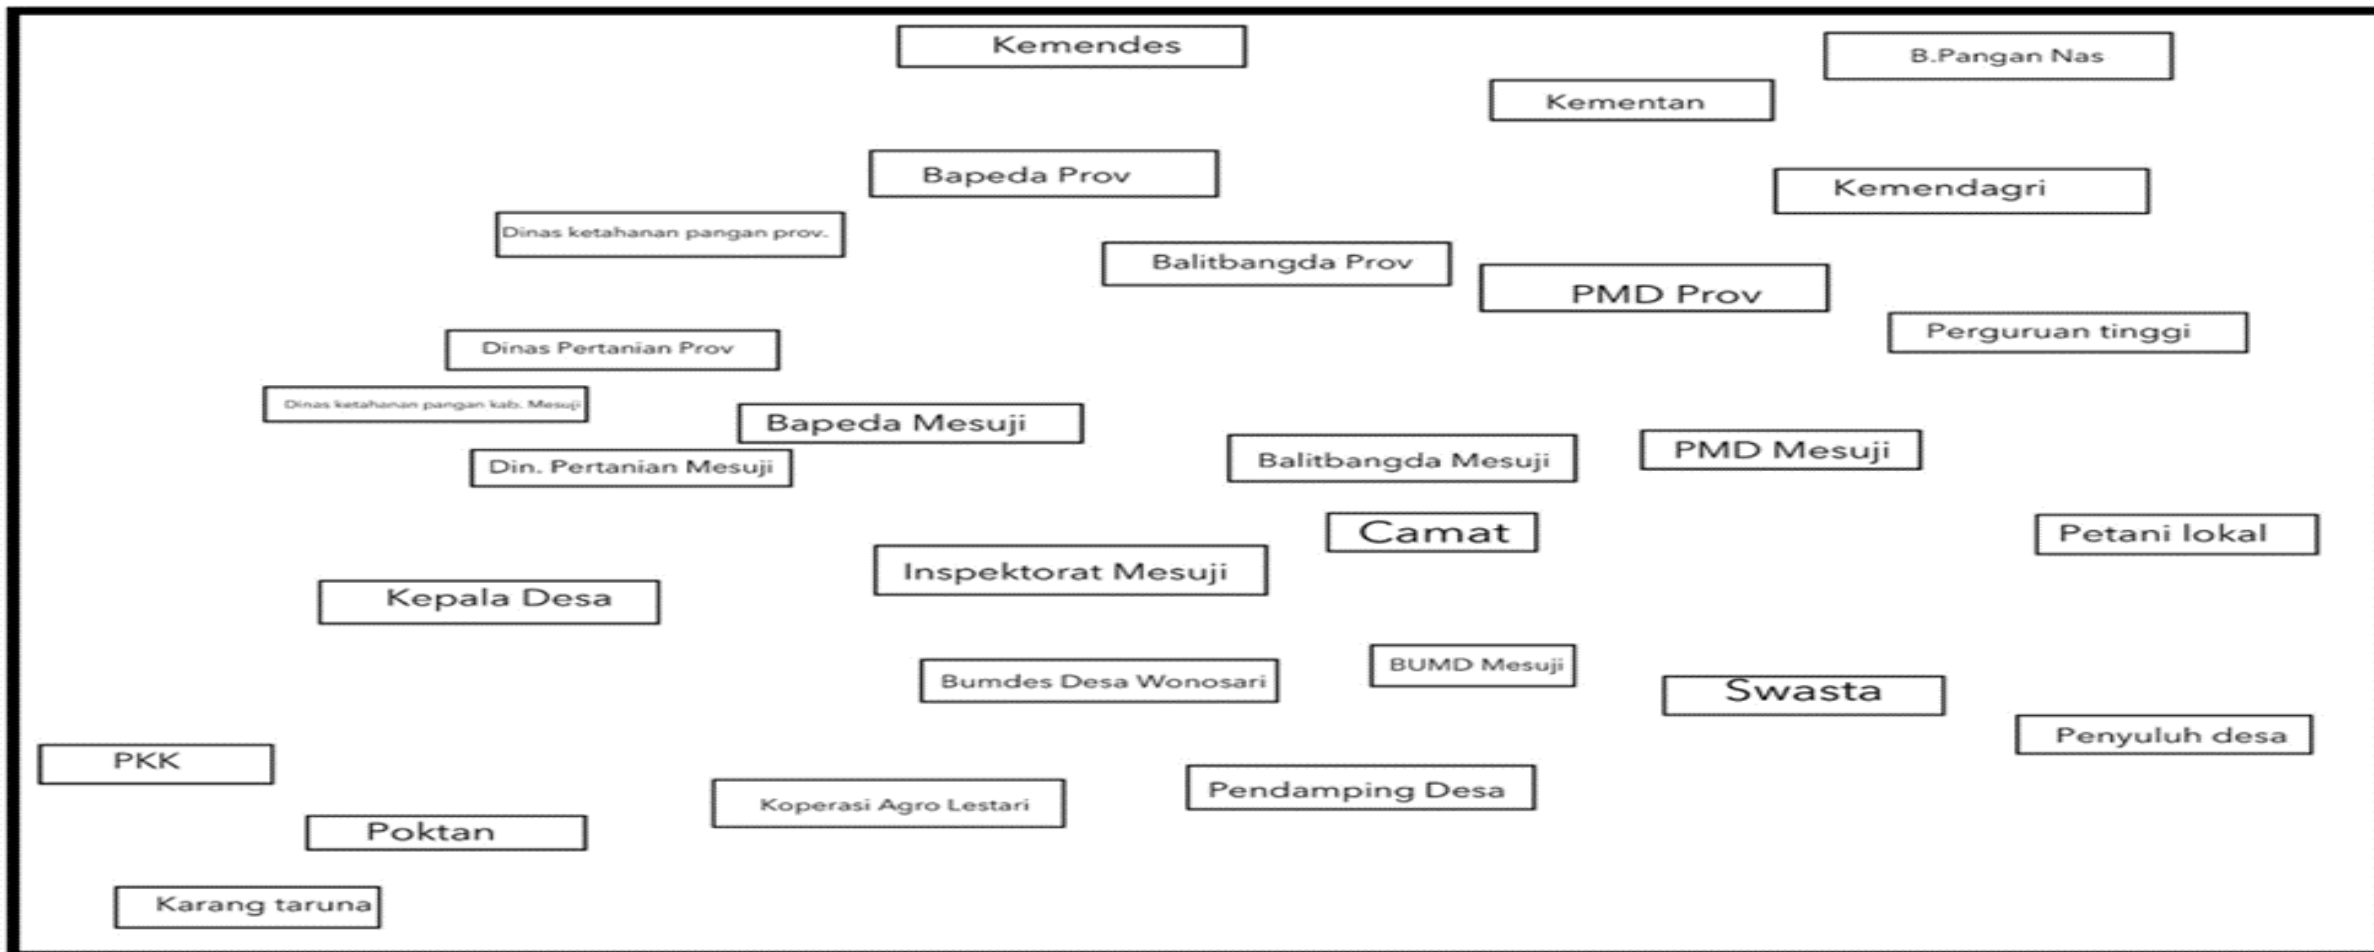 Kemendes
B.Pangan Nas
Kementan
Bapeda Prov
Kemendagri
Dinas ketahanan pangan prov.
Balitbangda Prov
PMD Prov
Perguruan tinggi
Dinas Pertanian Prov
Dinas ketahanan pangan kab. Mesuji
Bapeda Mesuji
Balitbangda Mesuji
PMD Mesuji
Din. Pertanian Mesuji
Camat
Petani lokal
Inspektorat Mesuji
Kepala Desa
Bumdes Desa Wonosari
BUMD Mesuji
Swasta
Penyuluh desa
PKK
Koperasi Agro Lestari
Pendamping Desa
Poktan
Karang taruna